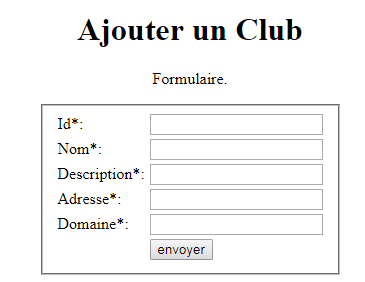 Ajouter un Club
Formulaire.
Id*:
Nom*:
Description*:
Adresse*:
Domaine*:
envoyer